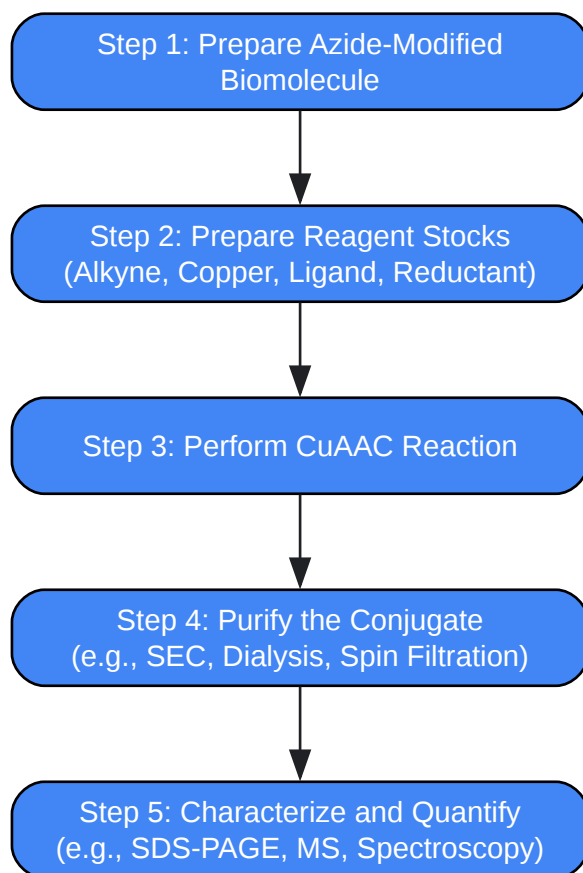 Step 1: Prepare Azide-Modified
Biomolecule
Step 2: Prepare Reagent Stocks
(Alkyne, Copper, Ligand, Reductant)
Step 3: Perform CuAAC Reaction
Step 4: Purify the Conjugate
(e.g., SEC, Dialysis, Spin Filtration)
Step 5: Characterize and Quantify
(e.g., SDS-PAGE, MS, Spectroscopy)